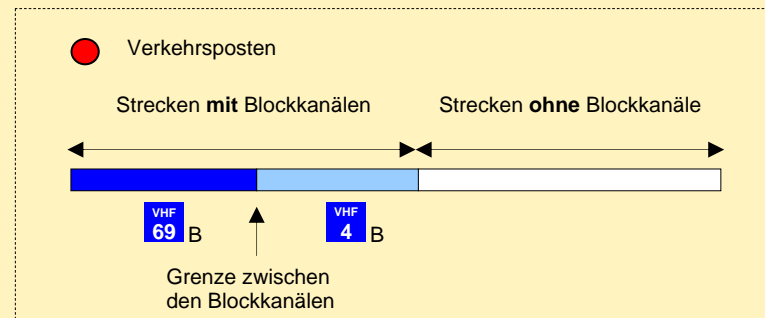 Verkehrsposten
Strecken mit Blockkanälen
Strecken ohne Blockkanäle
VHF
69 B
VHF
4 B
Grenze zwischen
den Blockkanälen